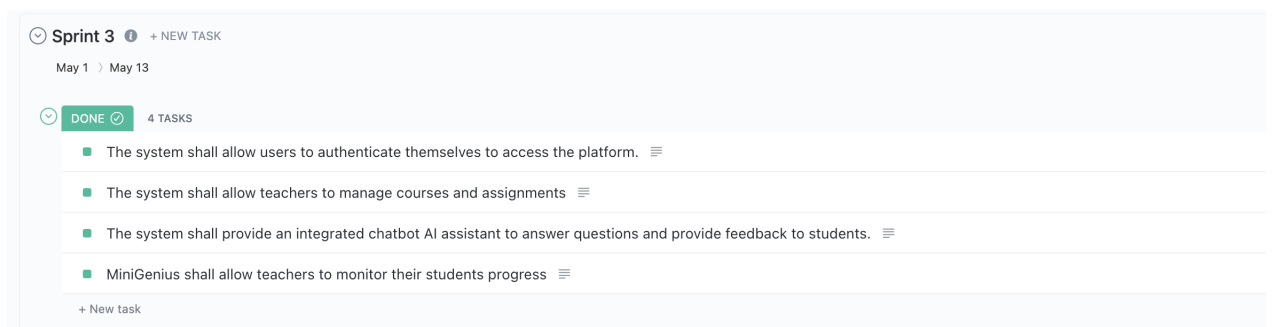 Sprint 3 + NEW TASK
May 1 〉 May 13
DONE 4 TASKS
The system shall allow users to authenticate themselves to access the platform.
The system shall allow teachers to manage courses and assignments
The system shall provide an integrated chatbot AI assistant to answer questions and provide feedback to students.
MiniGenius shall allow teachers to monitor their students progress
+ New task